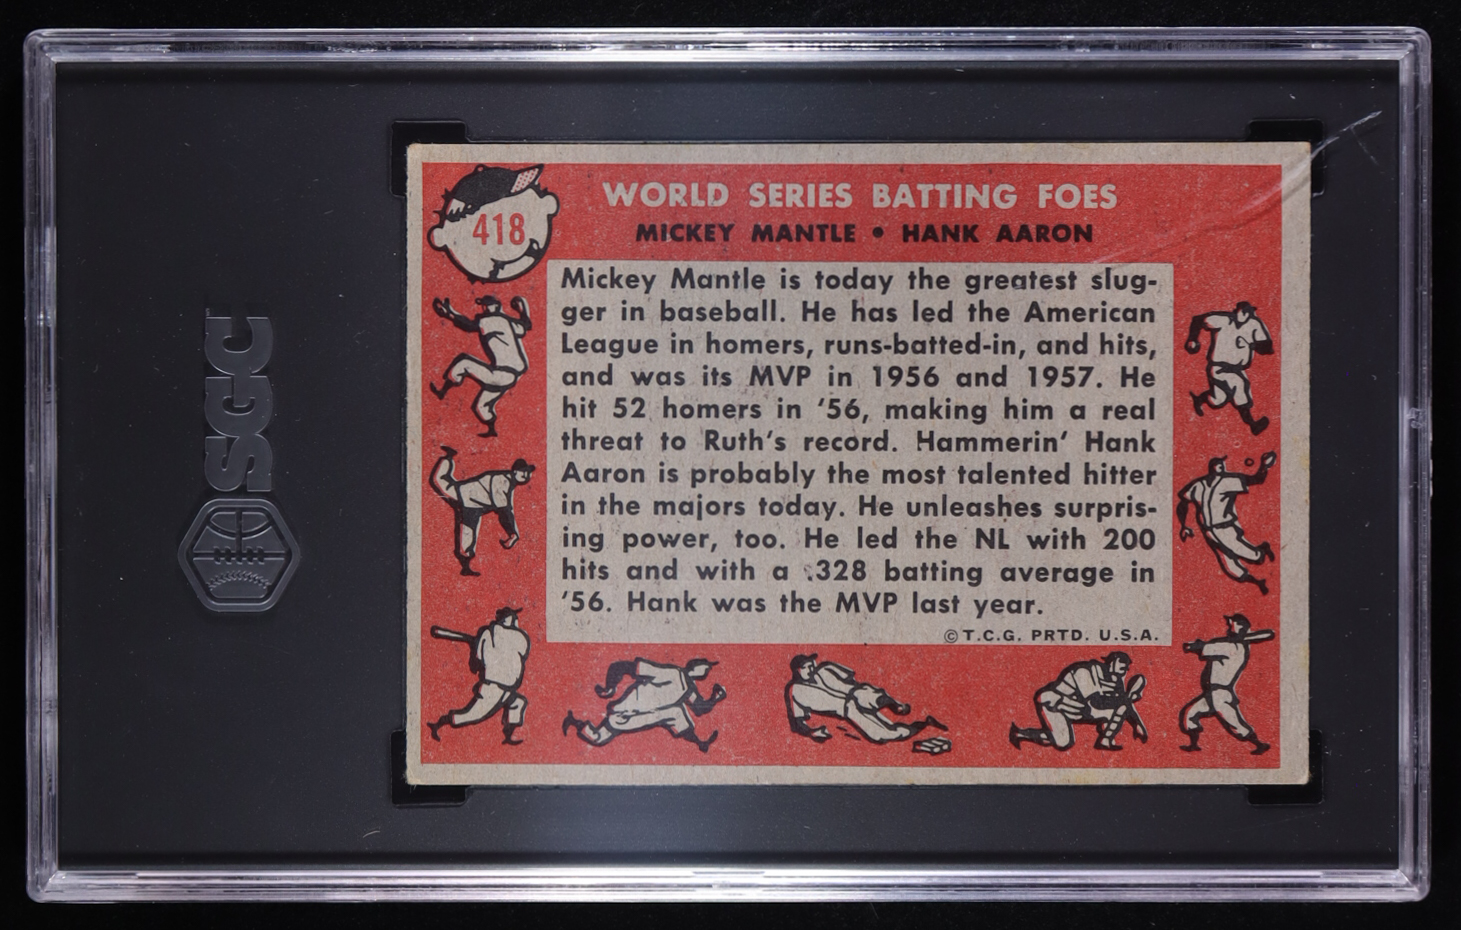 SGC
418
WORLD SERIES BATTING FOES
MICKEY MANTLE • HANK AARON
Mickey Mantle is today the greatest slug-
ger in baseball. He has led the American
League in homers, runs-batted-in, and hits,
and was its MVP in 1956 and 1957. He
hit 52 homers in '56, making him a real
threat to Ruth's record. Hammerin' Hank
Aaron is probably the most talented hitter
in the majors today. He unleashes surpris-
ing power, too. He led the NL with 200
hits and with a .328 batting average in
'56. Hank was the MVP last year.
© T.C.G. PRTD. U.S.A.